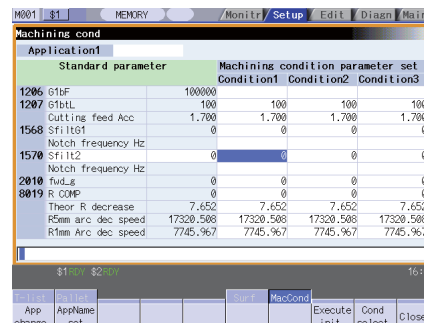 M001 $1 MEMORY Monitr Setup Edit Diagn Main
Machining cond
Application1
Standard parameter Machining condition parameter set
Condition1 Condition2 Condition3
1206 G1bF 100000
1207 G1btL 100 100 100 100
Cutting feed Acc 1.700 1.700 1.700 1.700
1568 SfiltG1 0 0 0 0
Notch frequency Hz
1570 Sfilt2 0 0 0 0
Notch frequency Hz
2010 fwd_g 0 0 0 0
8019 R COMP 0 0 0 0
Theor R decrease 7.652 7.652 7.652 7.652
R5mm arc dec speed 17320.508 17320.508 17320.508 17320.50
R1mm Arc dec speed 7745.967 7745.967 7745.967 7745.967
$1RDY $2RDY 16:
T-list Pallet Surf MacCond
App AppName Execute Cond Close
change set init select